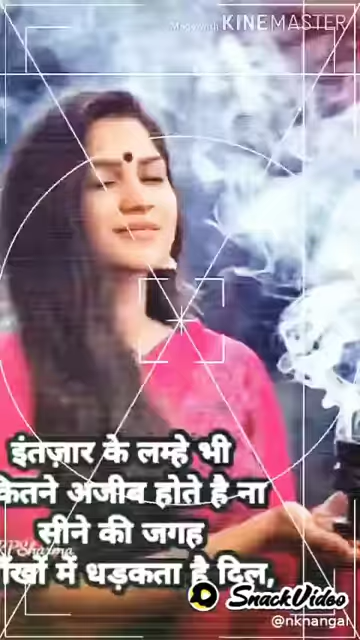 Made with KINEMASTER
इंतज़ार के लम्हे भी
कितने अजीब होते है ना
सीने की जगह
में धड़कता है दिल,
SnackVideo
@nknangal